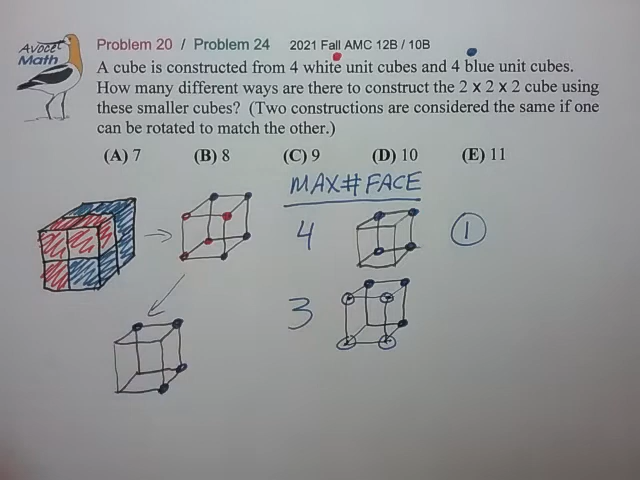 Avocet Math
Problem 20 / Problem 24 2021 Fall AMC 12B / 10B
A cube is constructed from 4 white unit cubes and 4 blue unit cubes.
How many different ways are there to construct the 2 x 2 x 2 cube using
these smaller cubes? (Two constructions are considered the same if one
can be rotated to match the other.)
(A) 7 (B) 8 (C) 9 (D) 10 (E) 11
MAX # FACE
4 1
3